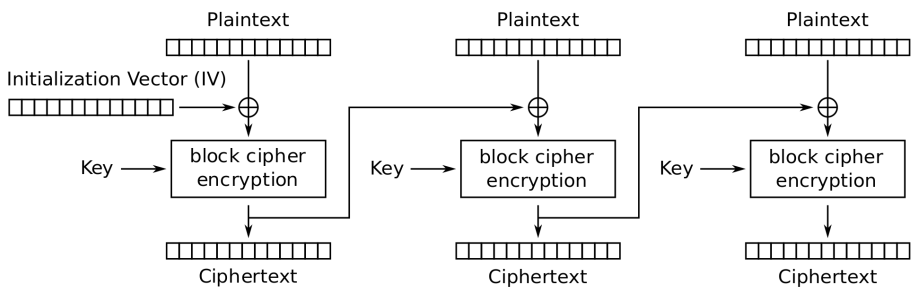 Plaintext
Plaintext
Plaintext
Initialization Vector (IV)
Key
block cipher
encryption
Key
block cipher
encryption
Key
block cipher
encryption
Ciphertext
Ciphertext
Ciphertext